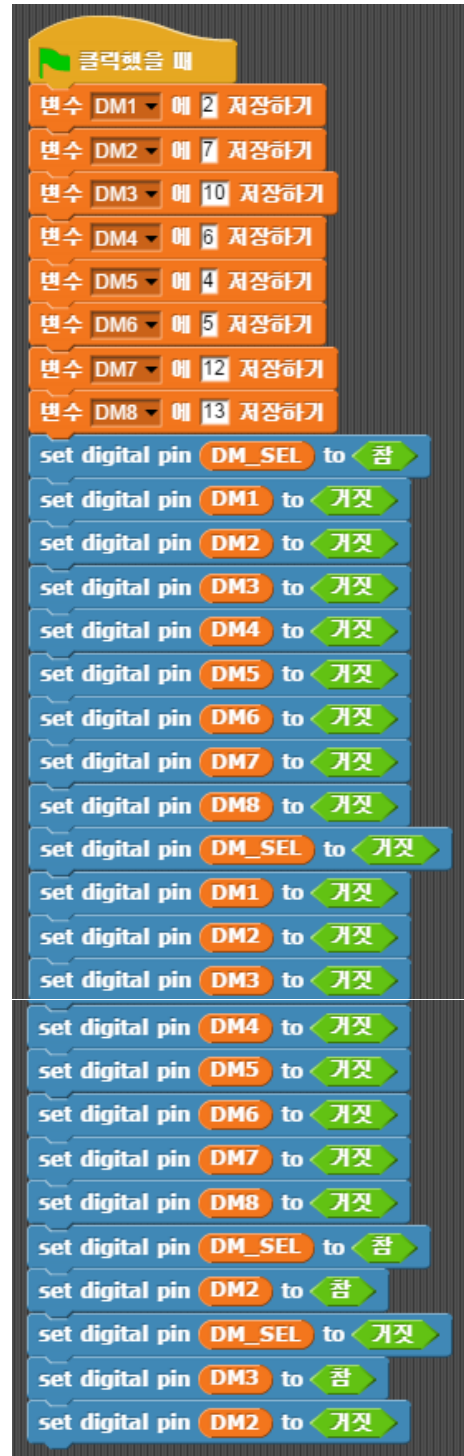 클릭했을 때
변수 DM1 에 2 저장하기
변수 DM2 에 7 저장하기
변수 DM3 에 10 저장하기
변수 DM4 에 6 저장하기
변수 DM5 에 4 저장하기
변수 DM6 에 5 저장하기
변수 DM7 에 12 저장하기
변수 DM8 에 13 저장하기
set digital pin DM_SEL to 참
set digital pin DM1 to 거짓
set digital pin DM2 to 거짓
set digital pin DM3 to 거짓
set digital pin DM4 to 거짓
set digital pin DM5 to 거짓
set digital pin DM6 to 거짓
set digital pin DM7 to 거짓
set digital pin DM8 to 거짓
set digital pin DM_SEL to 거짓
set digital pin DM1 to 거짓
set digital pin DM2 to 거짓
set digital pin DM3 to 거짓
set digital pin DM4 to 거짓
set digital pin DM5 to 거짓
set digital pin DM6 to 거짓
set digital pin DM7 to 거짓
set digital pin DM8 to 거짓
set digital pin DM_SEL to 참
set digital pin DM2 to 참
set digital pin DM_SEL to 거짓
set digital pin DM3 to 참
set digital pin DM2 to 거짓